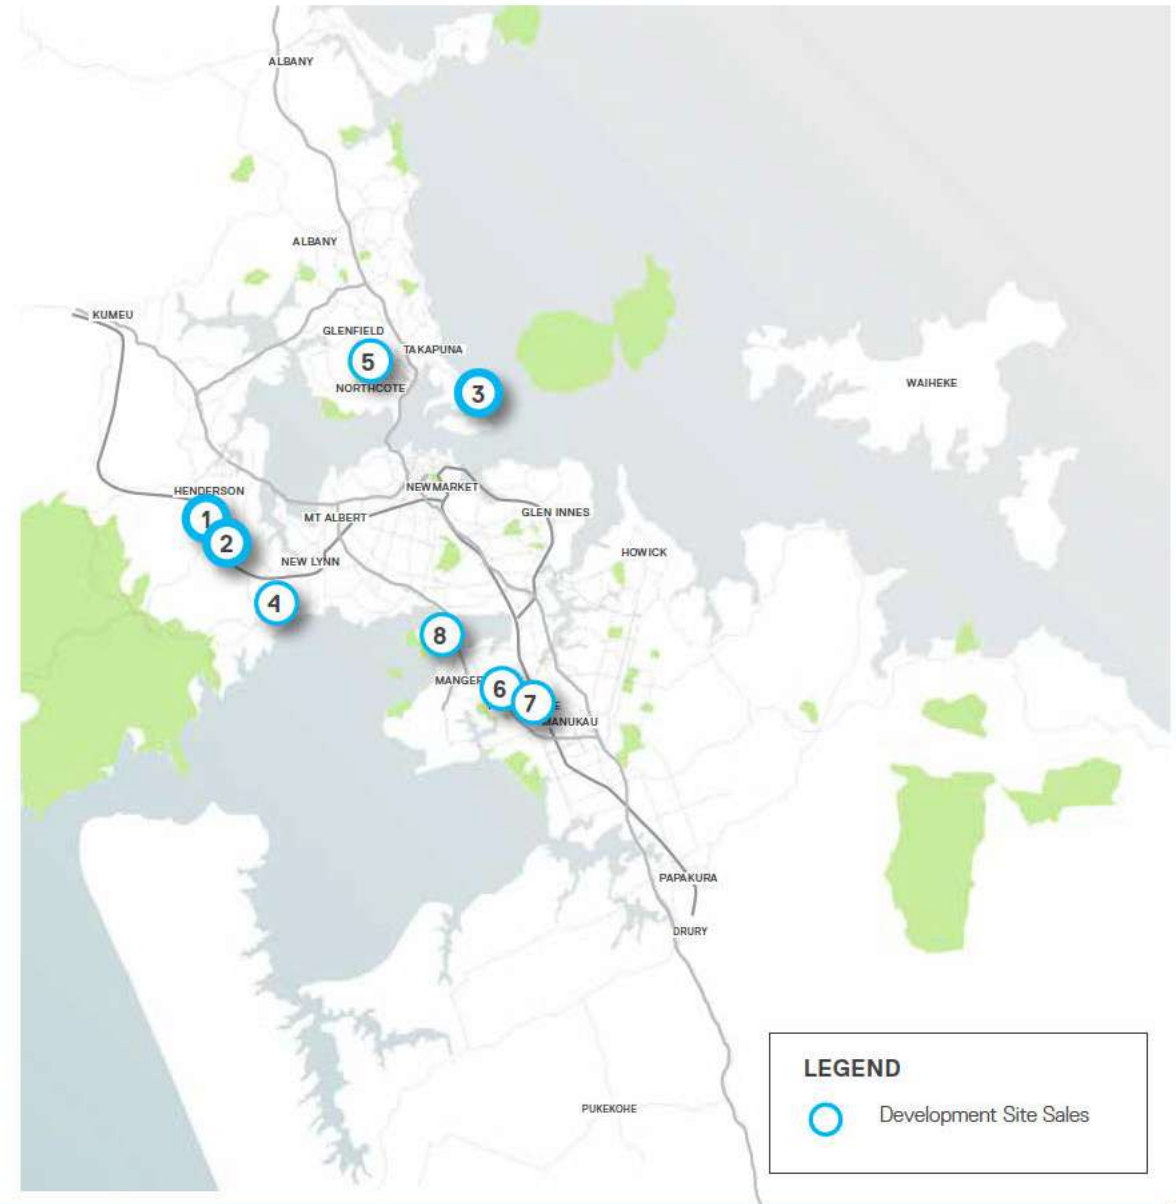 ALBANY
ALBANY
KUMEU
GLENFIELD
TAKAPUNA
5
NORTHCOTE
3
WAIHEKE
HENDERSON
NEWMARKET
1
MT ALBERT
GLEN INNES
2
HOWICK
NEW LYNN
4
8
MANGER
6
7
E
MANUKAU
PAPAKURA
DRURY
LEGEND
Development Site Sales
PUKEKOHE